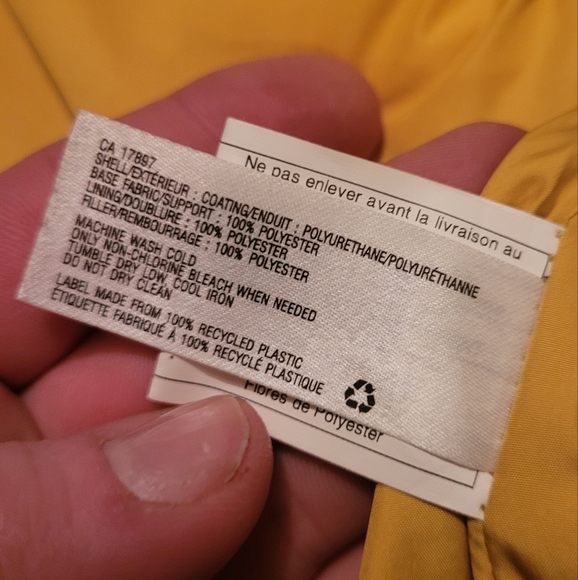 CA 17897
SHELL/EXTÉRIEUR : COATING/ENDUIT : POLYURETHANE/POLYURÉTHANNE
BASE FABRIC/SUPPORT : 100% POLYESTER
LINING/DOUBLURE : 100% POLYESTER
FILLER/REMBOURRAGE : 100% POLYESTER
MACHINE WASH COLD
ONLY NON-CHLORINE BLEACH WHEN NEEDED
TUMBLE DRY LOW, COOL IRON
DO NOT DRY CLEAN
LABEL MADE FROM 100% RECYCLED PLASTIC
ÉTIQUETTE FABRIQUÉ À 100% RECYCLÉ PLASTIQUE
Ne pas enlever avant la livraison au
Fibres de Polyester